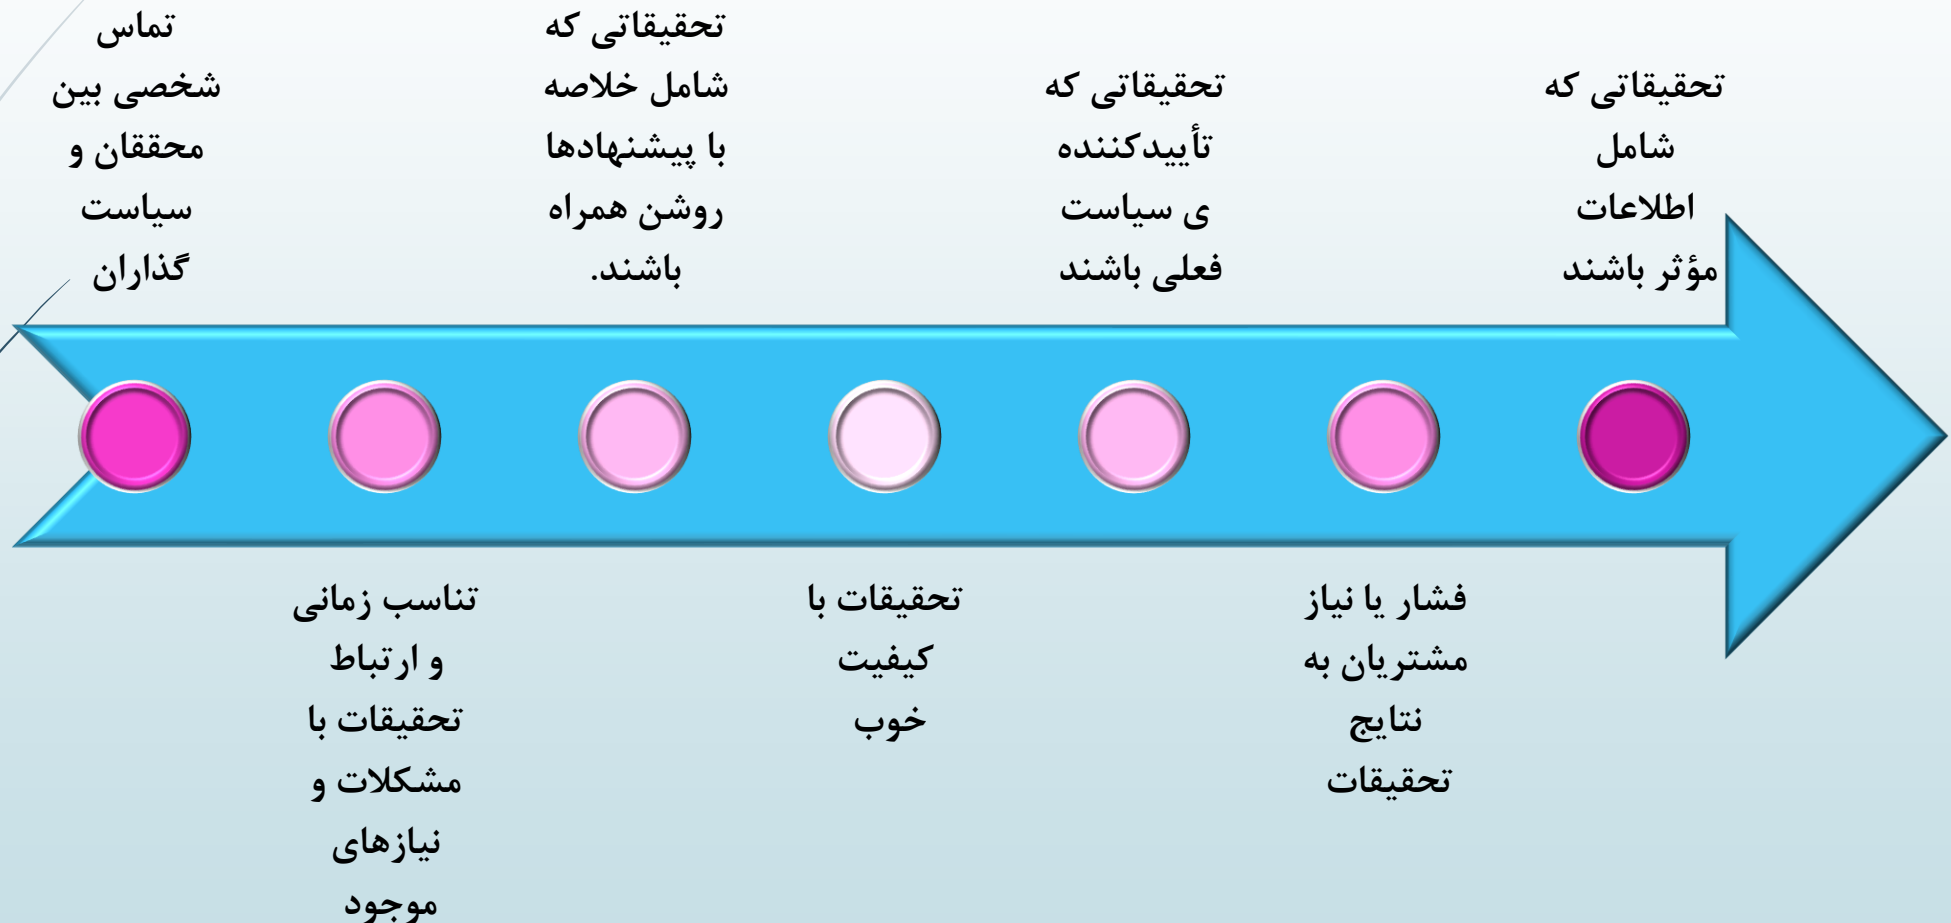 تماس
شخصی بین
محققان و
سیاست
گذاران
تناسب زمانی
و ارتباط
تحقیقات با
مشکلات و
نیازهای
موجود
تحقیقاتی که
شامل خلاصه
با پیشنهادها
روشن همراه
باشند.
تحقیقات با
کیفیت
خوب
تحقیقاتی که
تأییدکننده
ی سیاست
فعلی باشند
فشار یا نیاز
مشتریان به
نتایج
تحقیقات
تحقیقاتی که
شامل
اطلاعات
مؤثر باشند